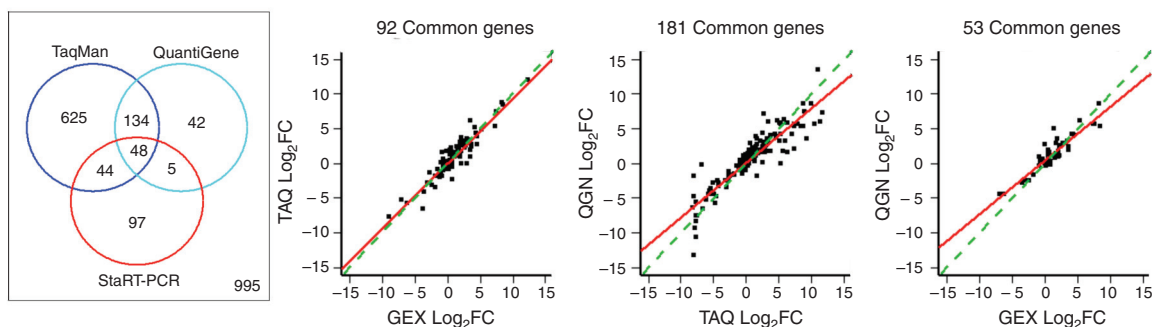 TaqMan QuantiGene
625 134 42
48
44 5
97
StaRT-PCR
995
92 Common genes
15
10
5
0
−5
−10
−15
TAQ Log₂FC
−15 −10 −5 0 5 10 15
GEX Log₂FC
181 Common genes
15
10
5
0
−5
−10
−15
QGN Log₂FC
−15 −10 −5 0 5 10 15
TAQ Log₂FC
53 Common genes
15
10
5
0
−5
−10
−15
QGN Log₂FC
−15 −10 −5 0 5 10 15
GEX Log₂FC